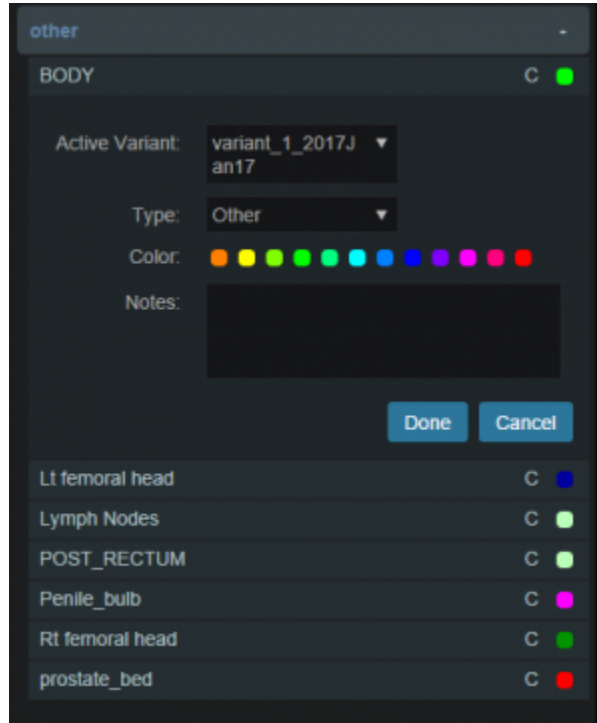 other -
BODY C
Active Variant: variant_1_2017J
an17
Type: Other
Color:
Notes:
Done Cancel
Lt femoral head C
Lymph Nodes C
POST_RECTUM C
Penile_bulb C
Rt femoral head C
prostate_bed C